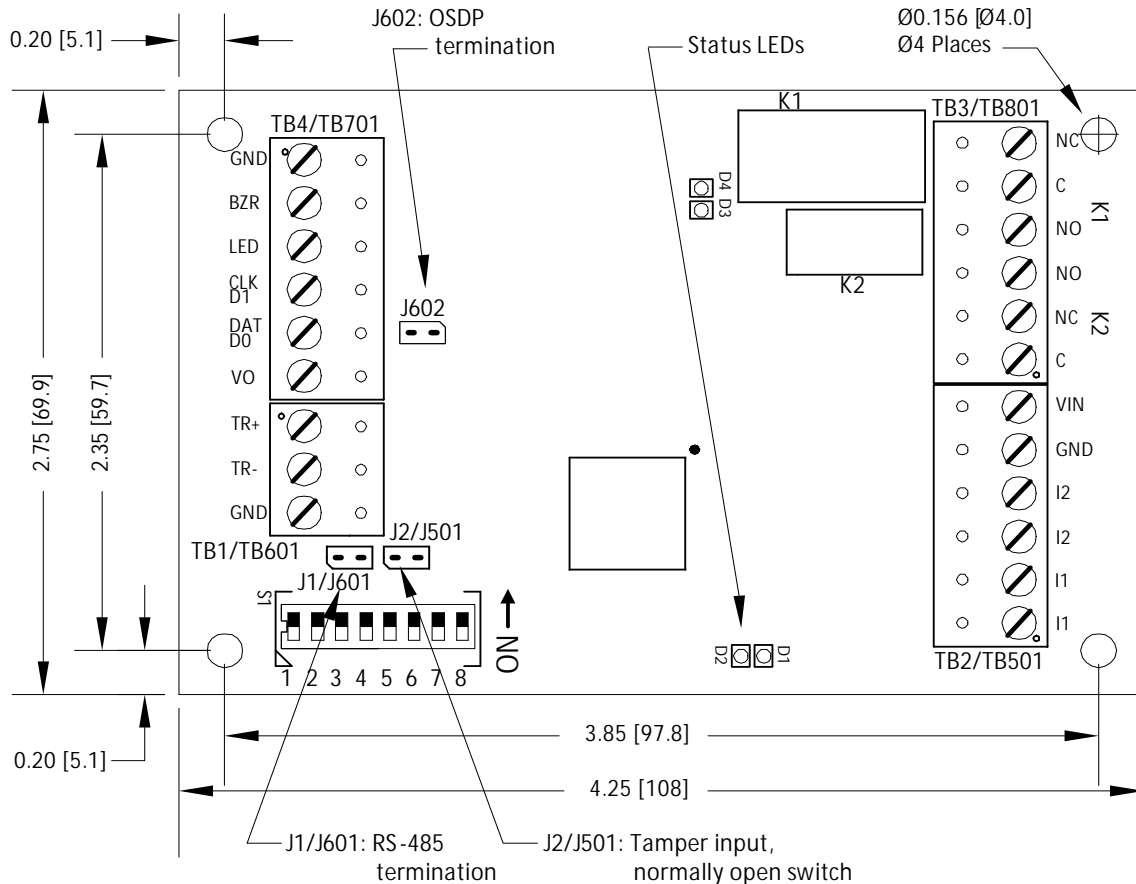 J602: OSDP
termination
Status LEDs
Ø0.156 [Ø4.0]
Ø4 Places
0.20 [5.1]
K1
TB3/TB801
TB4/TB701
GND
BZR
LED
CLK
D1
DAT
D0
VO
TR+
TR-
GND
TB1/TB601
J602
J2/J501
J1/J601
D4
D3
K2
NC
C
NO
NO
NC
C
K1
K2
VIN
GND
I2
I2
I1
I1
TB2/TB501
2.75 [69.9]
2.35 [59.7]
S1
1 2 3 4 5 6 7 8
NO
D2
D1
0.20 [5.1]
3.85 [97.8]
4.25 [108]
J1/J601: RS-485
termination
J2/J501: Tamper input,
normally open switch